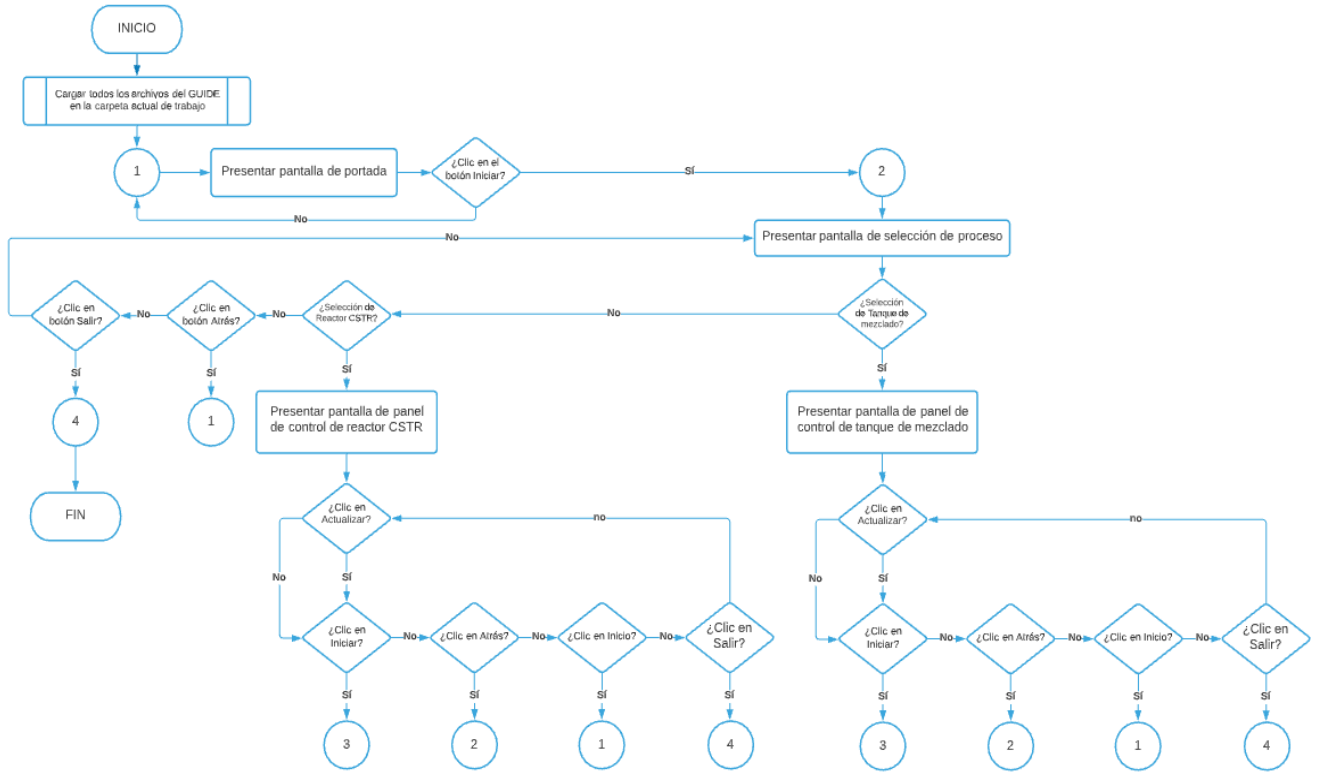 INICIO
Cargar todos los archivos del GUIDE
en la carpeta actual de trabajo
1
Presentar pantalla de portada
¿Clic en el
botón Iniciar?
Sí
2
No
No
Presentar pantalla de selección de proceso
¿Clic en
botón Salir?
No
¿Clic en
botón Atrás?
No
¿Selección de
Reactor CSTR?
No
¿Selección
de Tanque de
mezclado?
Sí
Sí
Sí
Sí
4
1
Presentar pantalla de panel
de control de reactor CSTR
Presentar pantalla de panel de
control de tanque de mezclado
FIN
¿Clic en
Actualizar?
no
¿Clic en
Actualizar?
no
No
Sí
No
Sí
¿Clic en
Iniciar?
No
¿Clic en Atrás?
No
¿Clic en Inicio?
No
¿Clic en
Salir?
¿Clic en
Iniciar?
No
¿Clic en Atrás?
No
¿Clic en Inicio?
No
¿Clic en
Salir?
Sí
Sí
Sí
Sí
Sí
Sí
Sí
Sí
3
2
1
4
3
2
1
4